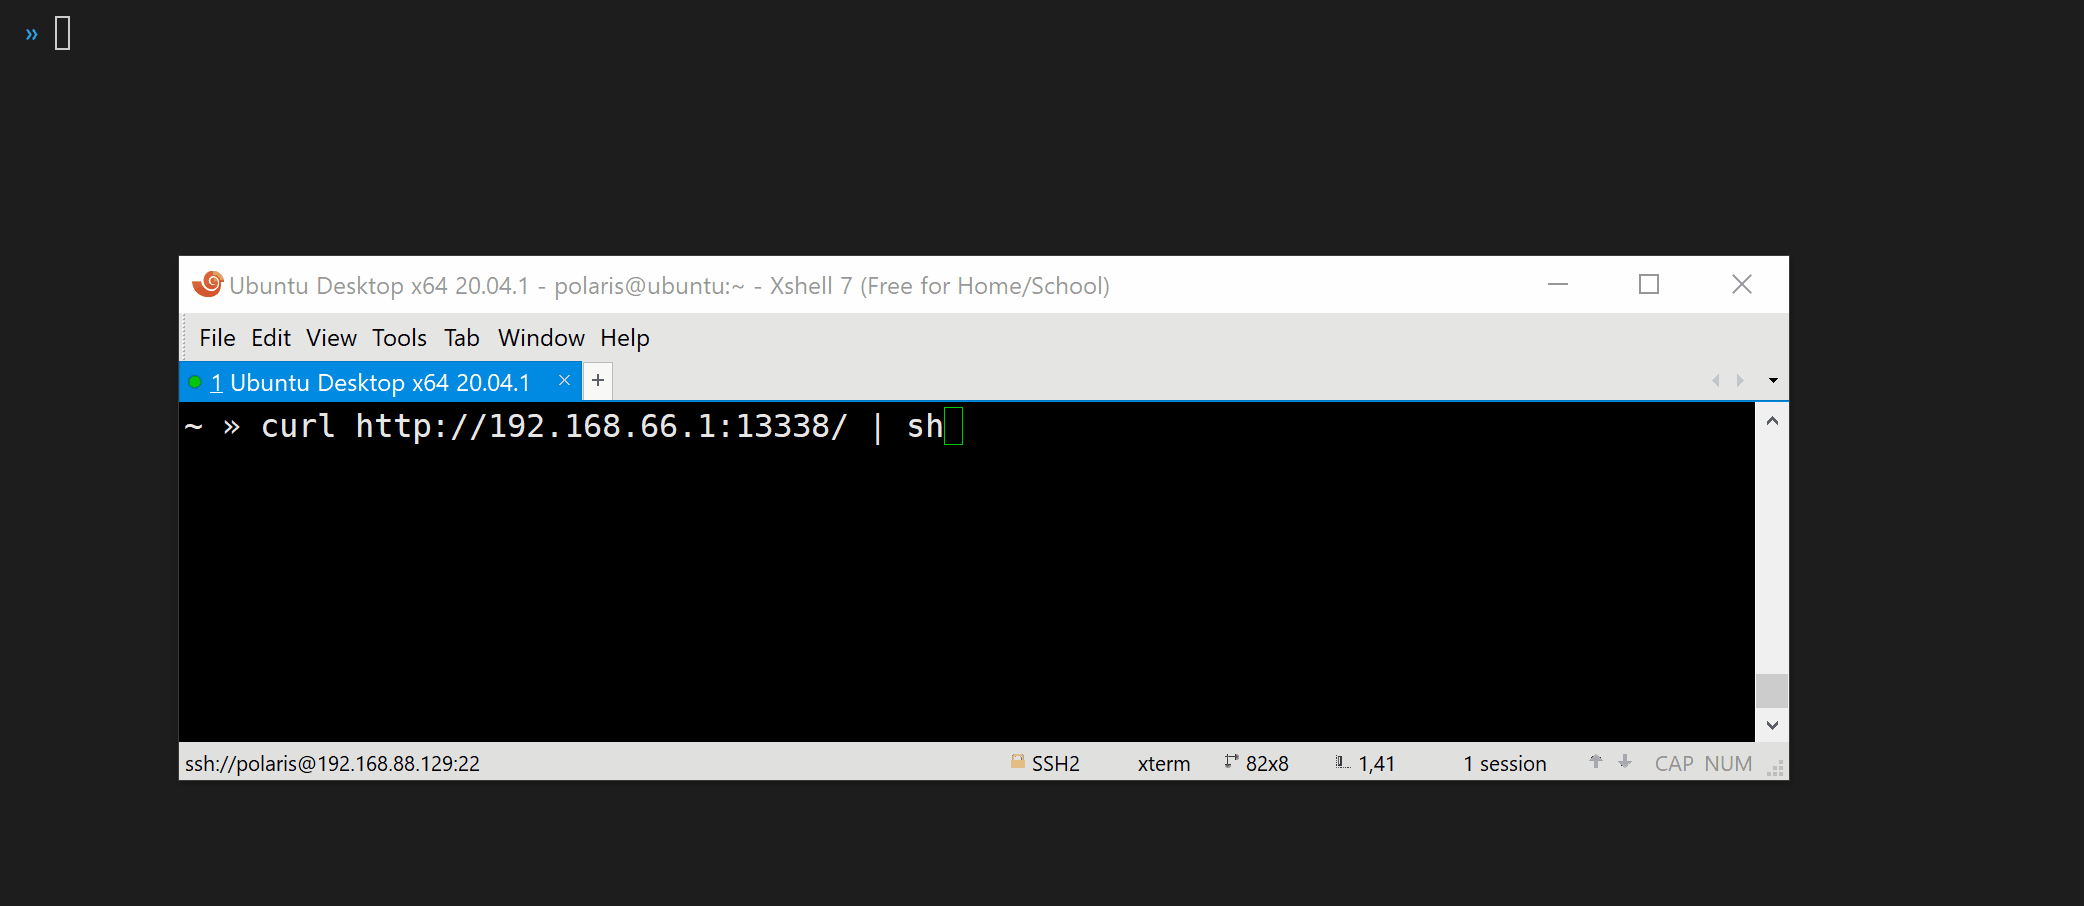 »
Ubuntu Desktop x64 20.04.1 - polaris@ubuntu:~ - Xshell 7 (Free for Home/School)
File Edit View Tools Tab Window Help
1 Ubuntu Desktop x64 20.04.1 × +
~ » curl http://192.168.66.1:13338/ | sh
ssh://polaris@192.168.88.129:22 SSH2 xterm 82x8 1,41 1 session CAP NUM